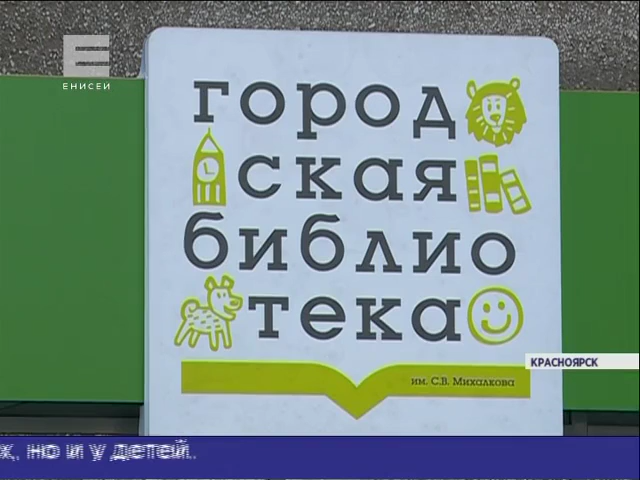 ЕНИСЕЙ
город
ская
библио
тека
им. С.В. Михалкова
КРАСНОЯРСК
х, но и у детей.